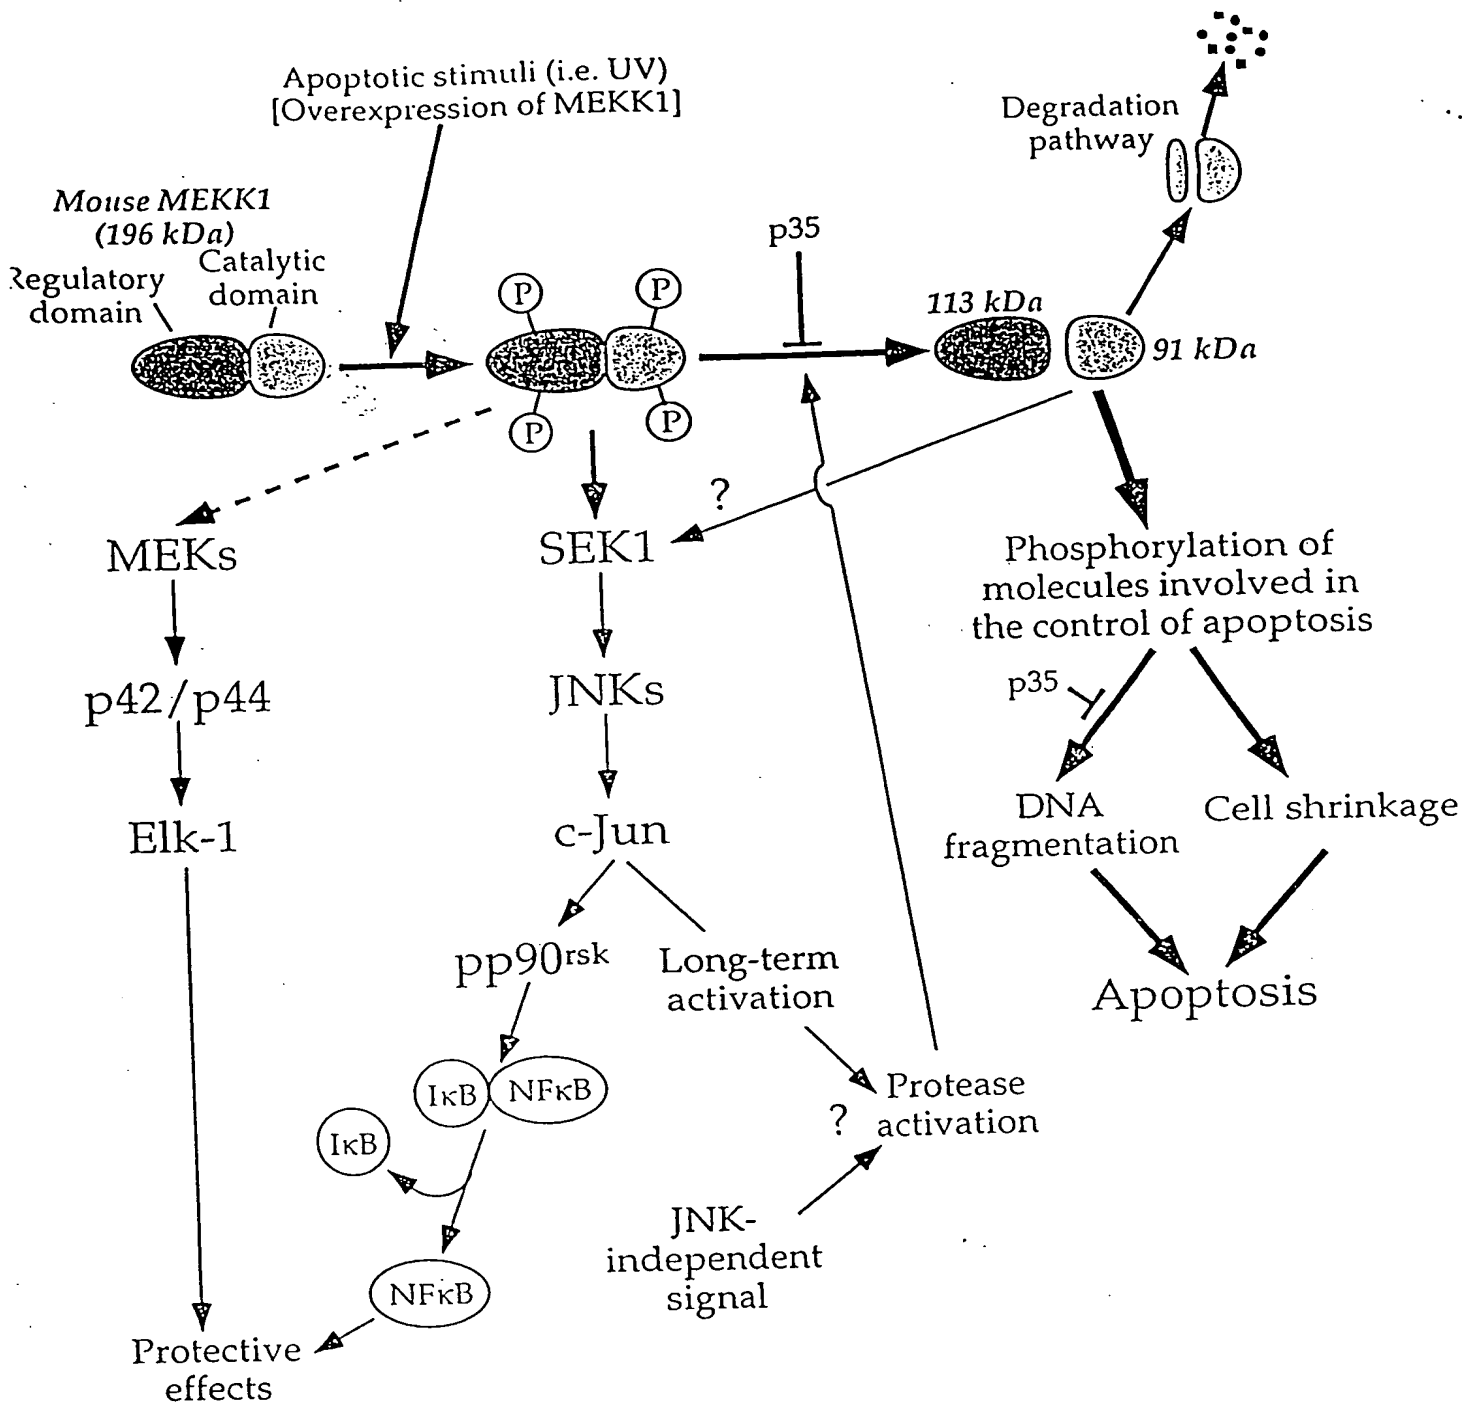 Apoptotic stimuli (i.e. UV)
[Overexpression of MEKK1]
Degradation
pathway
Mouse MEKK1
(196 kDa)
Regulatory
domain
Catalytic
domain
P
P
P
P
p35
113 kDa
91 kDa
?
MEKs
SEK1
Phosphorylation of
molecules involved in
the control of apoptosis
p42/p44
JNKs
p35
Elk-1
c-Jun
DNA
fragmentation
Cell shrinkage
pp90rsk
Long-term
activation
Apoptosis
IκB
NFκB
Protease
activation
?
IκB
JNK-
independent
signal
NFκB
Protective
effects